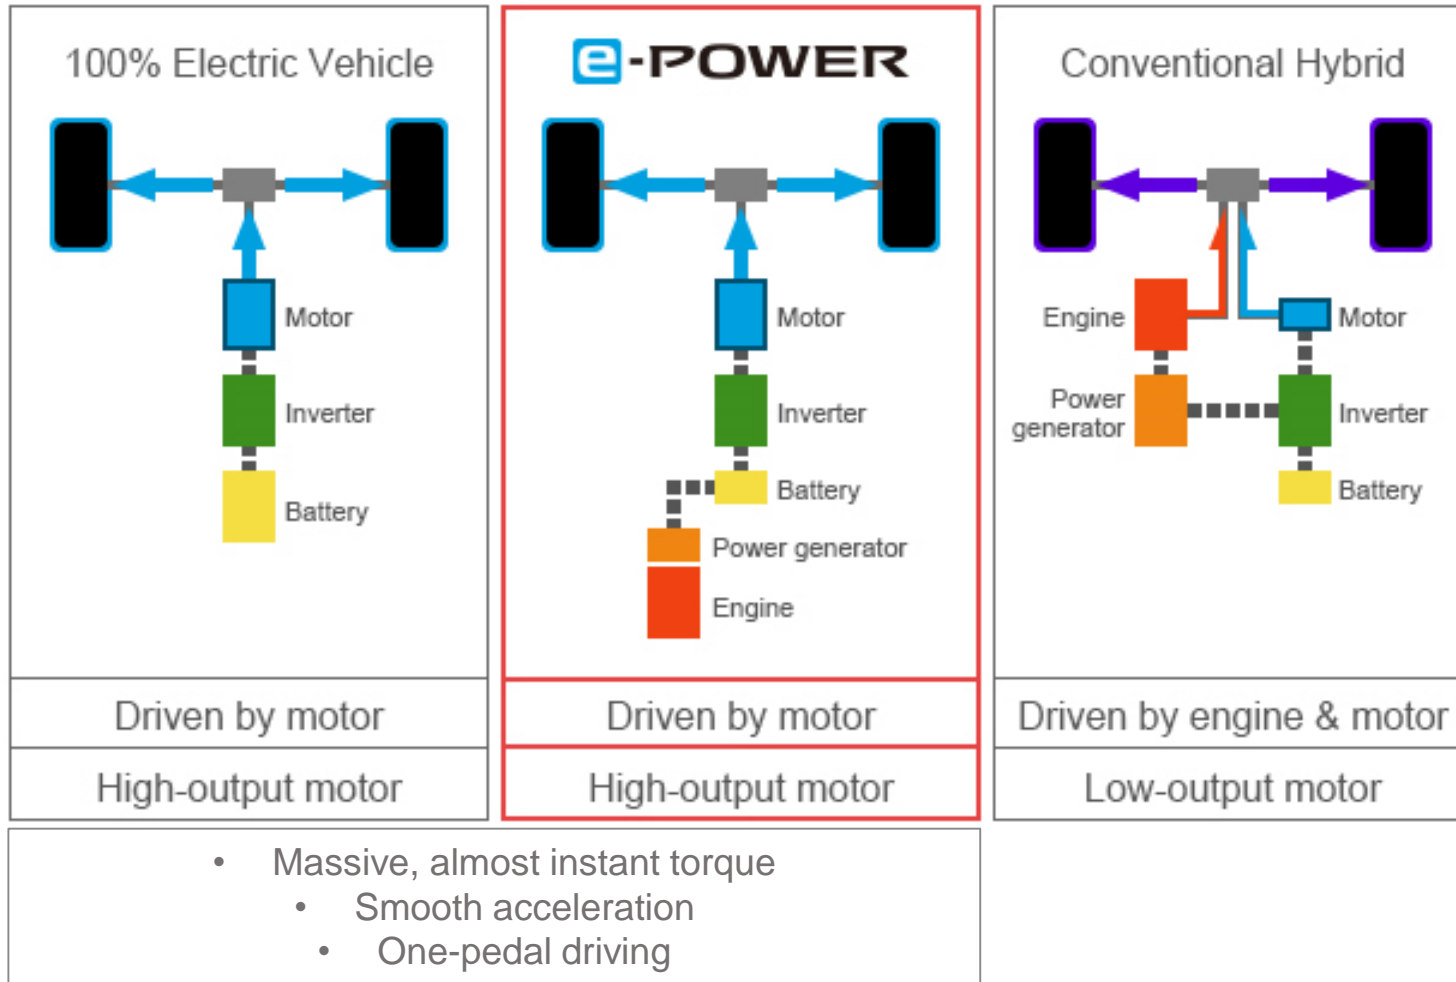 100% Electric Vehicle
Motor
Inverter
Battery
Driven by motor
High-output motor
e-POWER
Motor
Inverter
Battery
Power generator
Engine
Driven by motor
High-output motor
Conventional Hybrid
Engine
Motor
Power
generator
Inverter
Battery
Driven by engine & motor
Low-output motor
• Massive, almost instant torque
• Smooth acceleration
• One-pedal driving